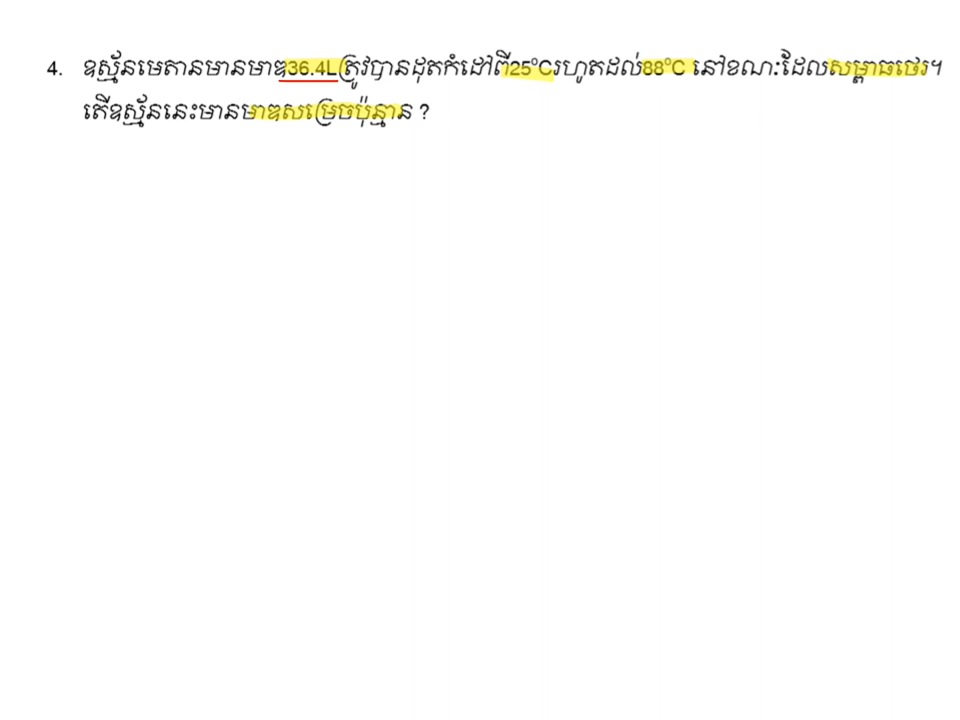 4. ឧស្ម័នមេតានមានមាឌ36.4Lត្រូវបានដុតកំដៅពី25°Cរហូតដល់88°C នៅខណៈដែលសម្ពាធថេរ។
តើឧស្ម័ននេះមានមាឌសម្រេចប៉ុន្មាន ?